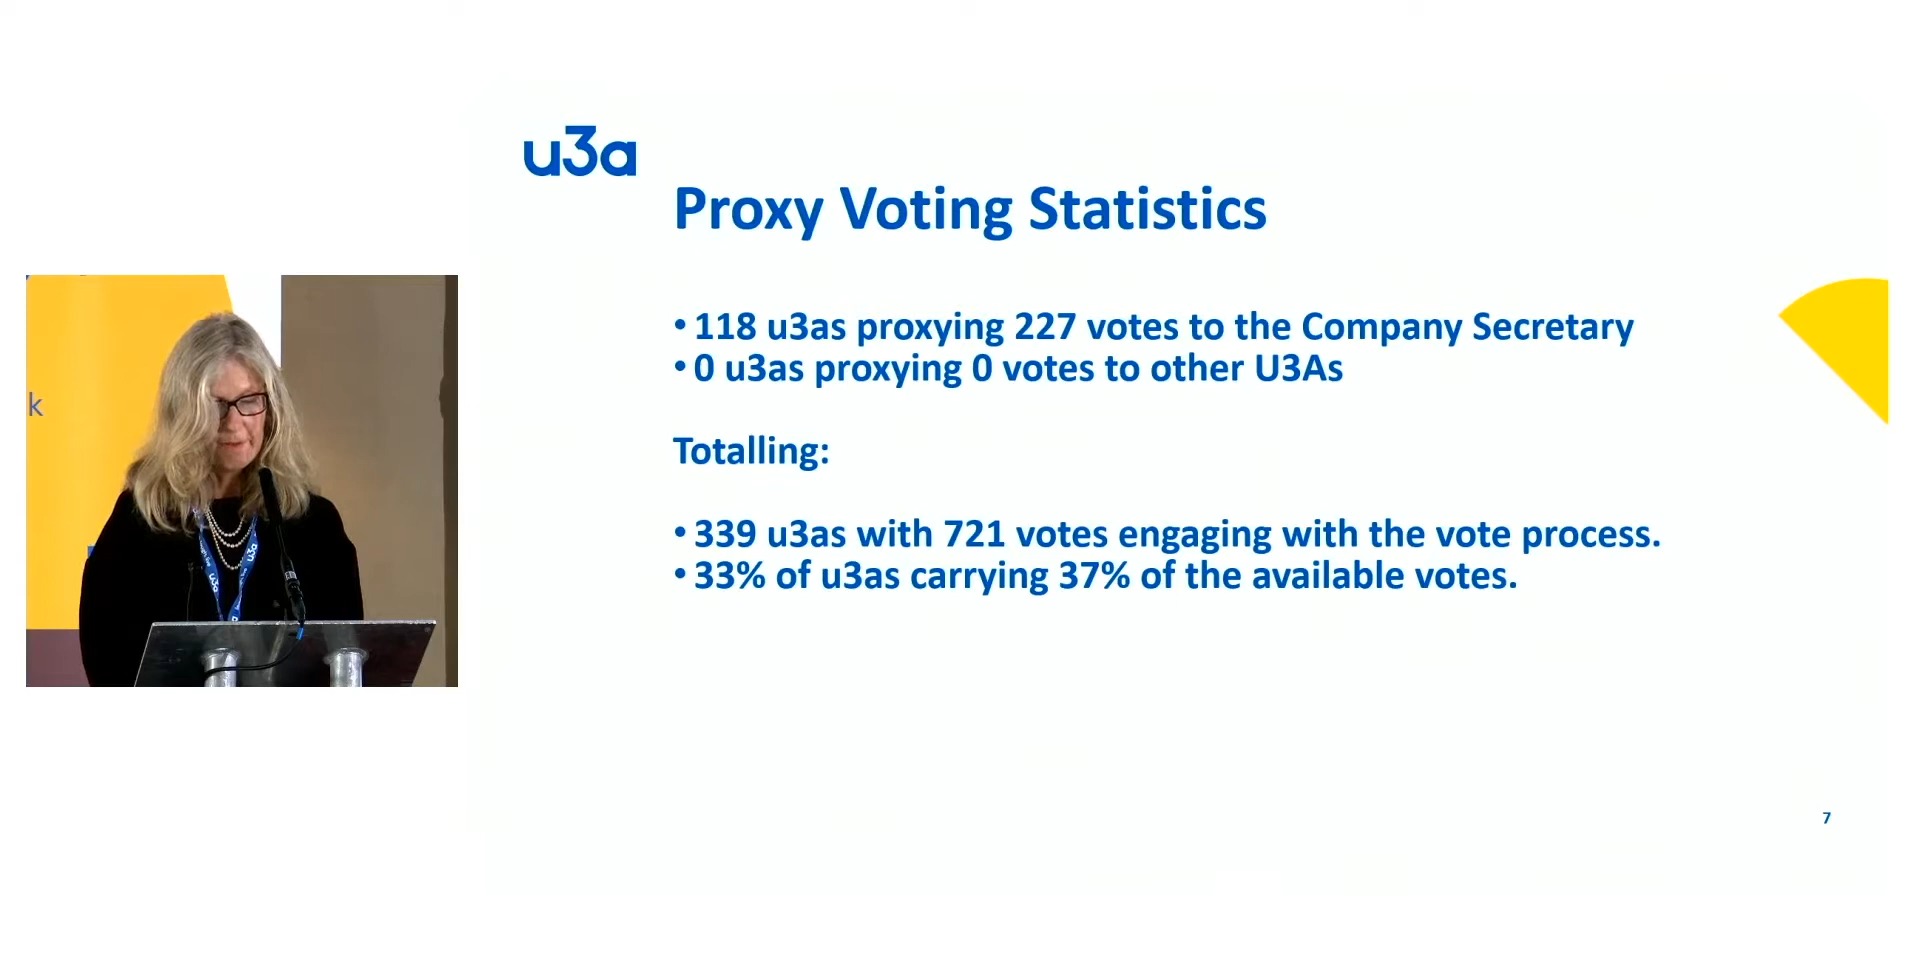 u3a
Proxy Voting Statistics
• 118 u3as proxying 227 votes to the Company Secretary
• 0 u3as proxying 0 votes to other U3As
Totalling:
• 339 u3as with 721 votes engaging with the vote process.
• 33% of u3as carrying 37% of the available votes.
k
u3a
u3a
7